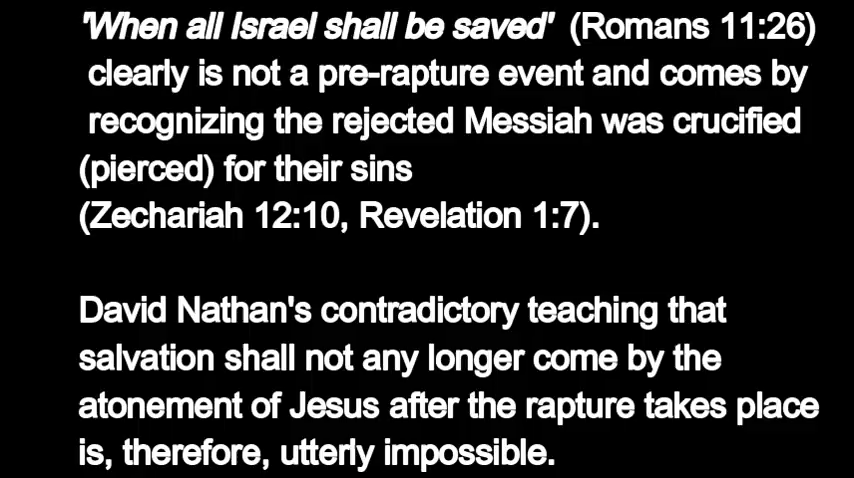 'When all Israel shall be saved' (Romans 11:26)
clearly is not a pre-rapture event and comes by
recognizing the rejected Messiah was crucified
(pierced) for their sins
(Zechariah 12:10, Revelation 1:7).
David Nathan's contradictory teaching that
salvation shall not any longer come by the
atonement of Jesus after the rapture takes place
is, therefore, utterly impossible.